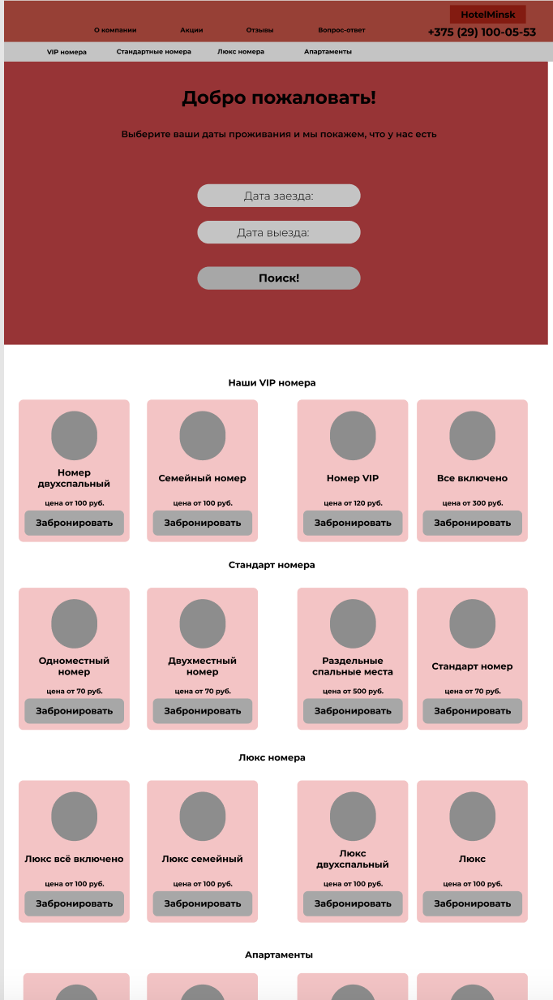 HotelMinsk
О компании Акции Отзывы Вопрос-ответ +375 (29) 100-05-53
VIP номера Стандартные номера Люкс номера Апартаменты
Добро пожаловать!
Выберите ваши даты проживания и мы покажем, что у нас есть
Дата заезда:
Дата выезда:
Поиск!
Наши VIP номера
Номер
двухспальный
цена от 100 руб.
Забронировать
Семейный номер
цена от 100 руб.
Забронировать
Номер VIP
цена от 120 руб.
Забронировать
Все включено
цена от 300 руб.
Забронировать
Стандарт номера
Одноместный
номер
цена от 70 руб.
Забронировать
Двухместный
номер
цена от 70 руб.
Забронировать
Раздельные
спальные места
цена от 500 руб.
Забронировать
Стандарт номер
цена от 70 руб.
Забронировать
Люкс номера
Люкс всё включено
цена от 100 руб.
Забронировать
Люкс семейный
цена от 100 руб.
Забронировать
Люкс
двухспальный
цена от 100 руб.
Забронировать
Люкс
цена от 100 руб.
Забронировать
Апартаменты